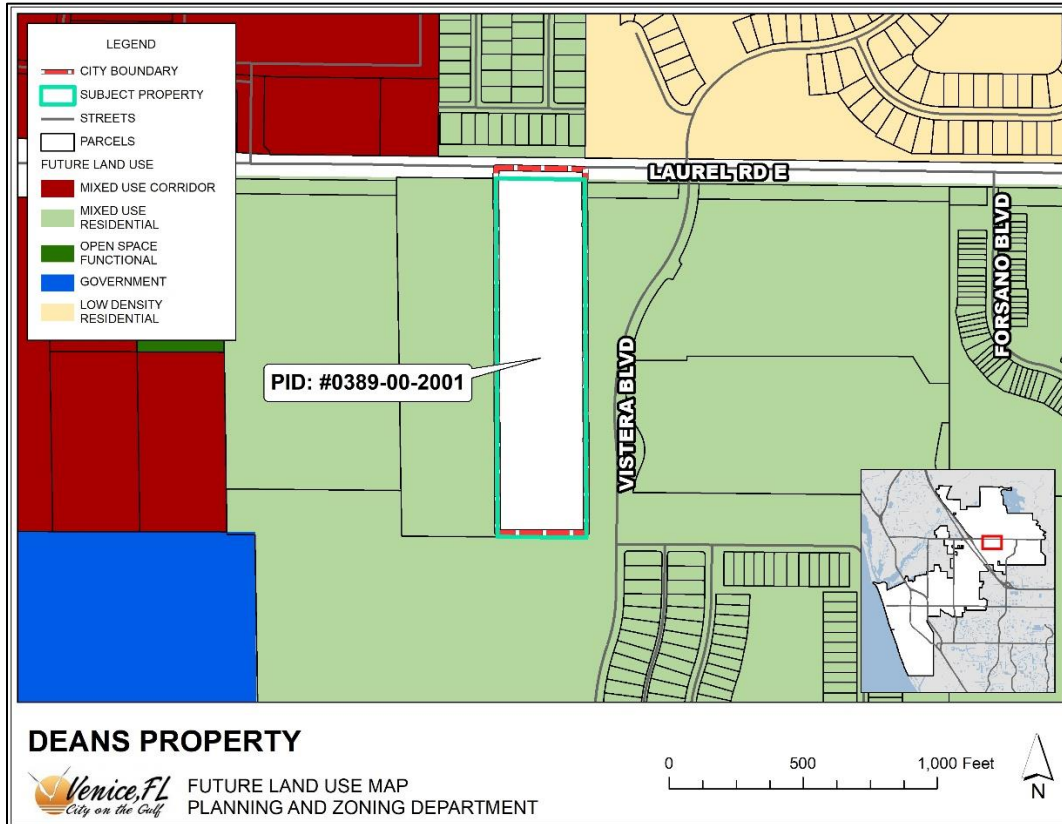 LEGEND
CITY BOUNDARY
SUBJECT PROPERTY
STREETS
PARCELS
FUTURE LAND USE
MIXED USE CORRIDOR
MIXED USE
RESIDENTIAL
OPEN SPACE
FUNCTIONAL
GOVERNMENT
LOW DENSITY
RESIDENTIAL
LAUREL RD E
FORSANO BLVD
VISTERA BLVD
PID: #0389-00-2001
DEANS PROPERTY
Venice, FL
City on the Gulf
FUTURE LAND USE MAP
PLANNING AND ZONING DEPARTMENT
0 500 1,000 Feet
N